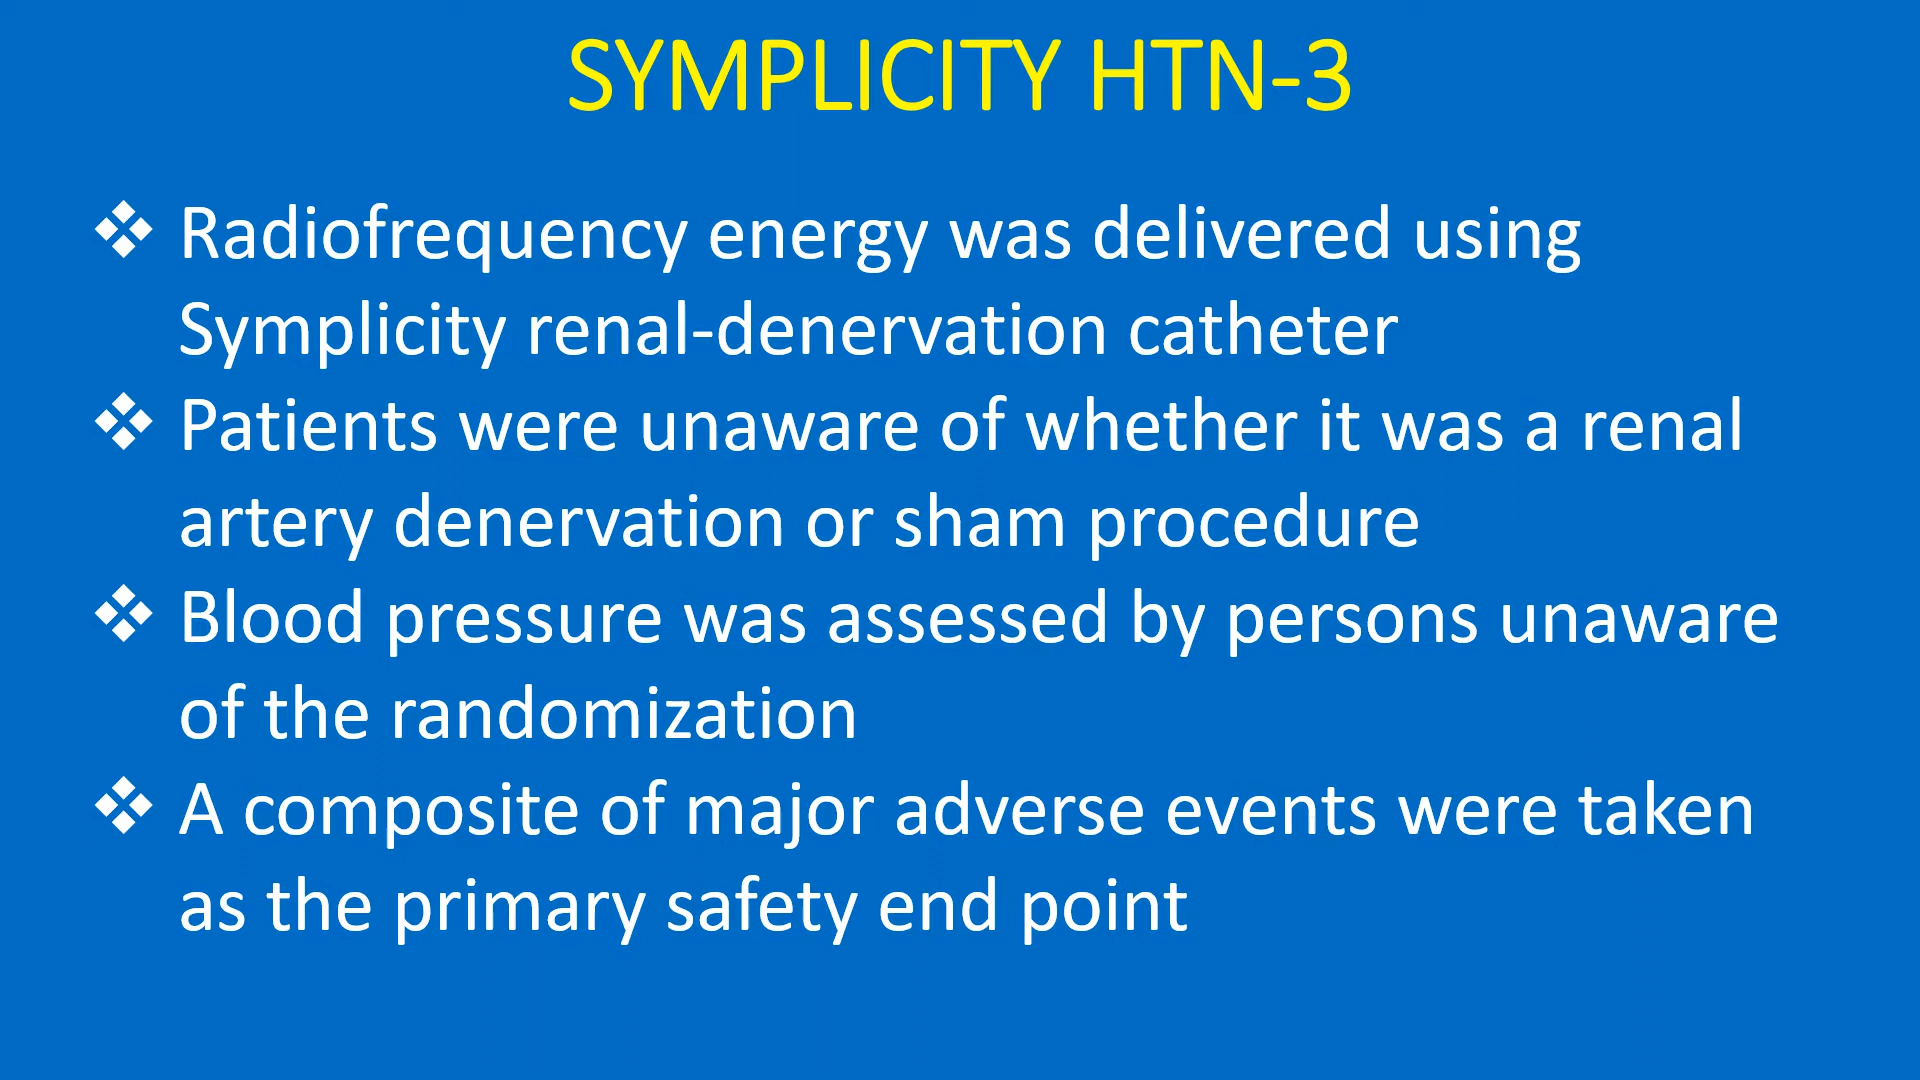 SYMPLICITY HTN-3
❖ Radiofrequency energy was delivered using
Symplicity renal-denervation catheter
❖ Patients were unaware of whether it was a renal
artery denervation or sham procedure
❖ Blood pressure was assessed by persons unaware
of the randomization
❖ A composite of major adverse events were taken
as the primary safety end point